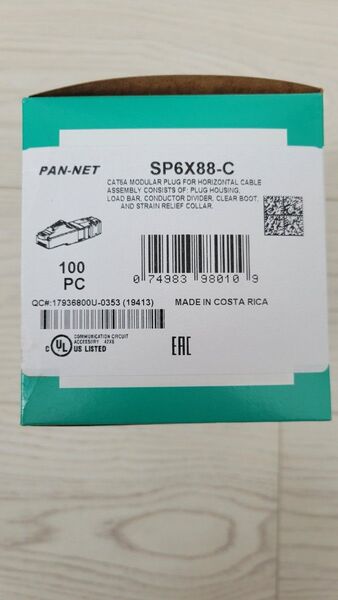 PAN-NET
SP6X88-C
CAT6A MODULAR PLUG FOR HORIZONTAL CABLE
ASSEMBLY CONSISTS OF: PLUG HOUSING,
LOAD BAR, CONDUCTOR DIVIDER, CLEAR BOOT,
AND STRAIN RELIEF COLLAR.
100
PC
0 74983 98010 9
QC#:17936800U-0353 (19413)
MADE IN COSTA RICA
COMMUNICATION CIRCUIT
ACCESSORY 47X6
C UL US LISTED
EAC